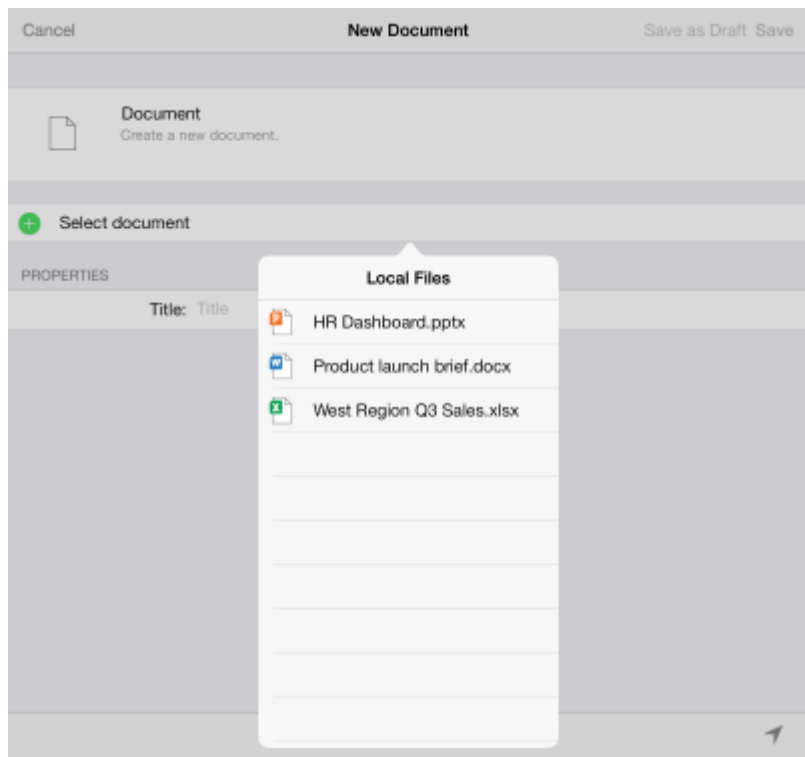 Cancel New Document Save as Draft Save
Document
Create a new document.
Select document
PROPERTIES
Title: Title
Local Files
HR Dashboard.pptx
Product launch brief.docx
West Region Q3 Sales.xlsx